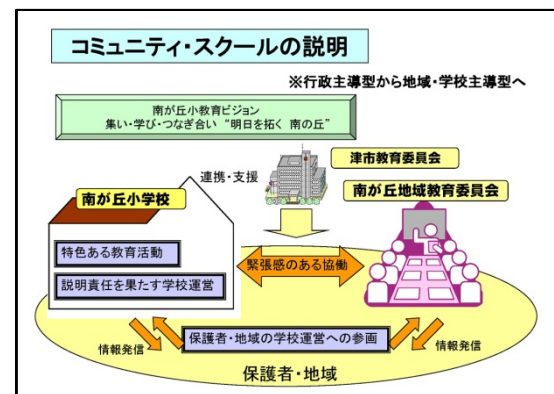 コミュニティ・スクールの説明
※行政主導型から地域・学校主導型へ
南が丘小教育ビジョン
集い・学び・つなぎ合い “明日を拓く 南の丘”
連携・支援
津市教育委員会
南が丘小学校
南が丘地域教育委員会
特色ある教育活動
緊張感のある協働
説明責任を果たす学校運営
保護者・地域の学校運営への参画
情報発信
情報発信
保護者・地域